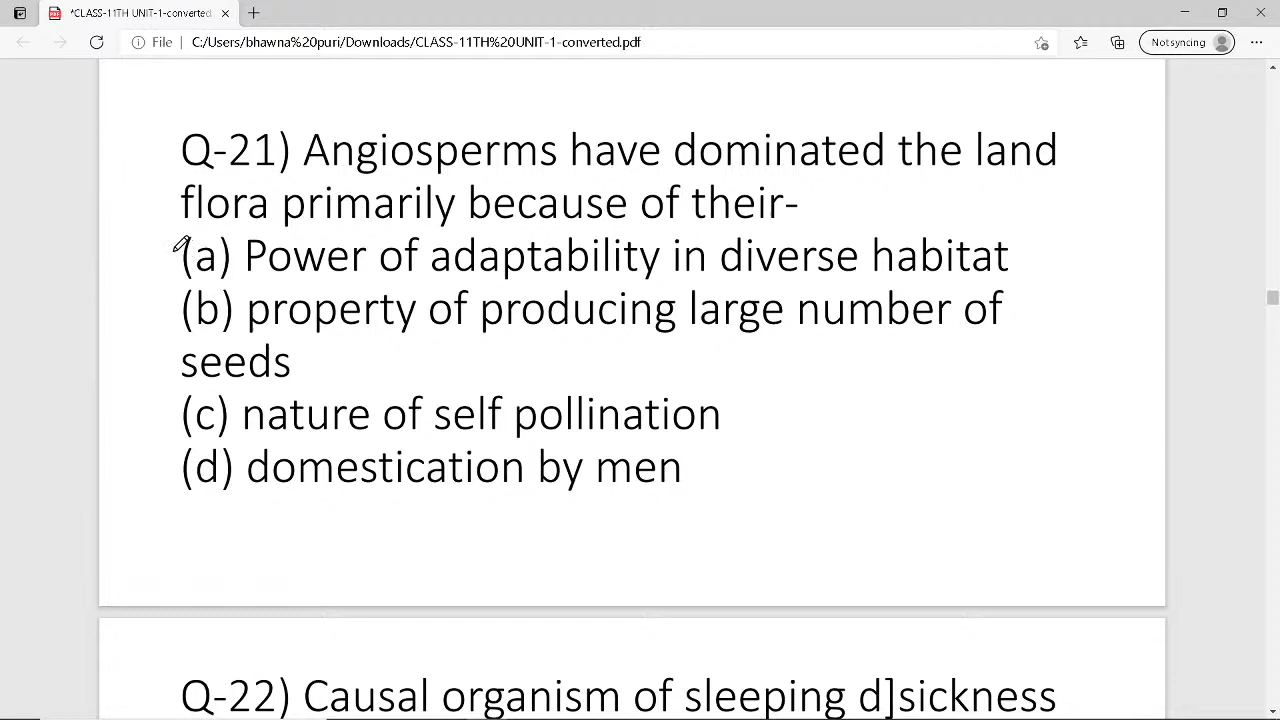 *CLASS-11TH UNIT-1-converted
File | C:/Users/bhawna%20puri/Downloads/CLASS-11TH%20UNIT-1-converted.pdf
Not syncing
Q-21) Angiosperms have dominated the land
flora primarily because of their-
(a) Power of adaptability in diverse habitat
(b) property of producing large number of
seeds
(c) nature of self pollination
(d) domestication by men
Q-22) Causal organism of sleeping d]sickness